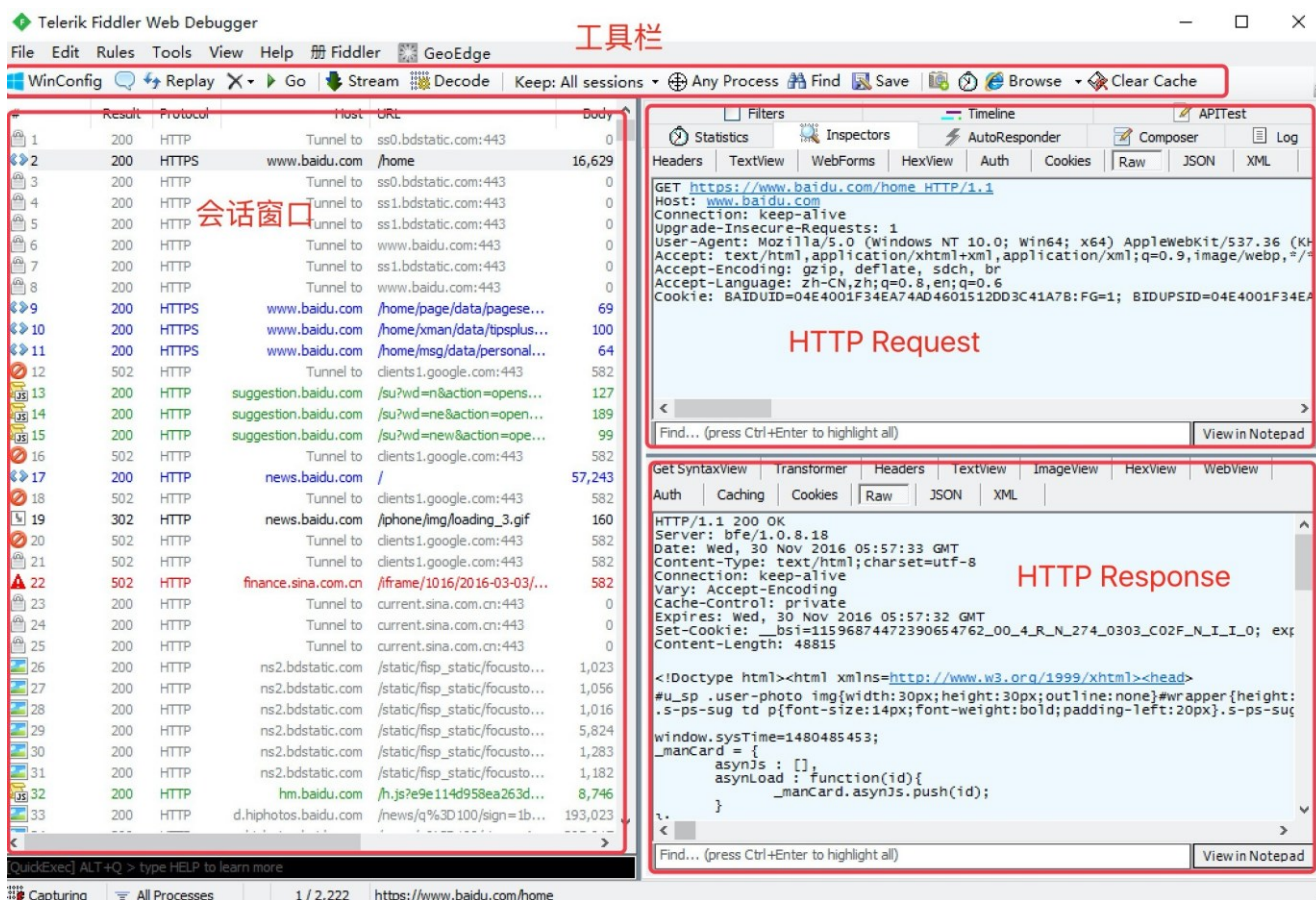 Telerik Fiddler Web Debugger
工具栏
File Edit Rules Tools View Help 册 Fiddler GeoEdge
WinConfig Replay Go Stream Decode Keep: All sessions Any Process Find Save Browse Clear Cache
# Result Protocol Host URL Body
1 200 HTTP Tunnel to ss0.bdstatic.com:443 0
2 200 HTTPS www.baidu.com /home 16,629
3 200 HTTP Tunnel to ss0.bdstatic.com:443 0
4 200 HTTP Tunnel to ss1.bdstatic.com:443 0
会话窗口
5 200 HTTP Tunnel to ss1.bdstatic.com:443 0
6 200 HTTP Tunnel to www.baidu.com:443 0
7 200 HTTP Tunnel to ss1.bdstatic.com:443 0
8 200 HTTP Tunnel to www.baidu.com:443 0
9 200 HTTPS www.baidu.com /home/page/data/pagese... 69
10 200 HTTPS www.baidu.com /home/xman/data/tipsplus... 100
11 200 HTTPS www.baidu.com /home/msg/data/personal... 64
12 502 HTTP Tunnel to clients1.google.com:443 582
13 200 HTTP suggestion.baidu.com /su?wd=n&action=opens... 127
14 200 HTTP suggestion.baidu.com /su?wd=ne&action=open... 189
15 200 HTTP suggestion.baidu.com /su?wd=new&action=ope... 99
16 502 HTTP Tunnel to clients1.google.com:443 582
17 200 HTTP news.baidu.com / 57,243
18 502 HTTP Tunnel to clients1.google.com:443 582
19 302 HTTP news.baidu.com /iphone/img/loading_3.gif 160
20 502 HTTP Tunnel to clients1.google.com:443 582
21 502 HTTP Tunnel to clients1.google.com:443 582
22 502 HTTP finance.sina.com.cn /iframe/1016/2016-03-03/... 582
23 200 HTTP Tunnel to current.sina.com.cn:443 0
24 200 HTTP Tunnel to current.sina.com.cn:443 0
25 200 HTTP Tunnel to current.sina.com.cn:443 0
26 200 HTTP ns2.bdstatic.com /static/fisp_static/focusto... 1,023
27 200 HTTP ns2.bdstatic.com /static/fisp_static/focusto... 1,056
28 200 HTTP ns2.bdstatic.com /static/fisp_static/focusto... 1,016
29 200 HTTP ns2.bdstatic.com /static/fisp_static/focusto... 5,824
30 200 HTTP ns2.bdstatic.com /static/fisp_static/focusto... 1,283
31 200 HTTP ns2.bdstatic.com /static/fisp_static/focusto... 1,182
32 200 HTTP hm.baidu.com /h.js?e9e114d958ea263d... 8,746
33 200 HTTP d.hiphotos.baidu.com /news/q%3D100/sign=1b... 193,023
[QuickExec] ALT+Q > type HELP to learn more
Capturing All Processes 1 / 2,222 https://www.baidu.com/home
Filters Timeline APITest
Statistics Inspectors AutoResponder Composer Log
Headers TextView WebForms HexView Auth Cookies Raw JSON XML
GET https://www.baidu.com/home HTTP/1.1
Host: www.baidu.com
Connection: keep-alive
Upgrade-Insecure-Requests: 1
User-Agent: Mozilla/5.0 (Windows NT 10.0; Win64; x64) AppleWebKit/537.36 (KH
Accept: text/html,application/xhtml+xml,application/xml;q=0.9,image/webp,*/*
Accept-Encoding: gzip, deflate, sdch, br
Accept-Language: zh-CN,zh;q=0.8,en;q=0.6
Cookie: BAIDUID=04E4001F34EA74AD4601512DD3C41A7B:FG=1; BIDUPSID=04E4001F34EA
HTTP Request
Find... (press Ctrl+Enter to highlight all) View in Notepad
Get SyntaxView Transformer Headers TextView ImageView HexView WebView
Auth Caching Cookies Raw JSON XML
HTTP/1.1 200 OK
Server: bfe/1.0.8.18
Date: Wed, 30 Nov 2016 05:57:33 GMT
Content-Type: text/html;charset=utf-8
HTTP Response
Connection: keep-alive
Vary: Accept-Encoding
Cache-Control: private
Expires: Wed, 30 Nov 2016 05:57:32 GMT
Set-Cookie: __bsi=11596874472390654762_00_4_R_N_274_0303_C02F_N_I_I_0; exp
Content-Length: 48815
<!Doctype html><html xmlns=http://www.w3.org/1999/xhtml><head>
#u_sp .user-photo img{width:30px;height:30px;outline:none}#wrapper{height:
.s-ps-sug td p{font-size:14px;font-weight:bold;padding-left:20px}.s-ps-sug
window.sysTime=1480485453;
_manCard = {
asynJs : [],
asynLoad : function(id){
_manCard.asynJs.push(id);
}
Find... (press Ctrl+Enter to highlight all) View in Notepad